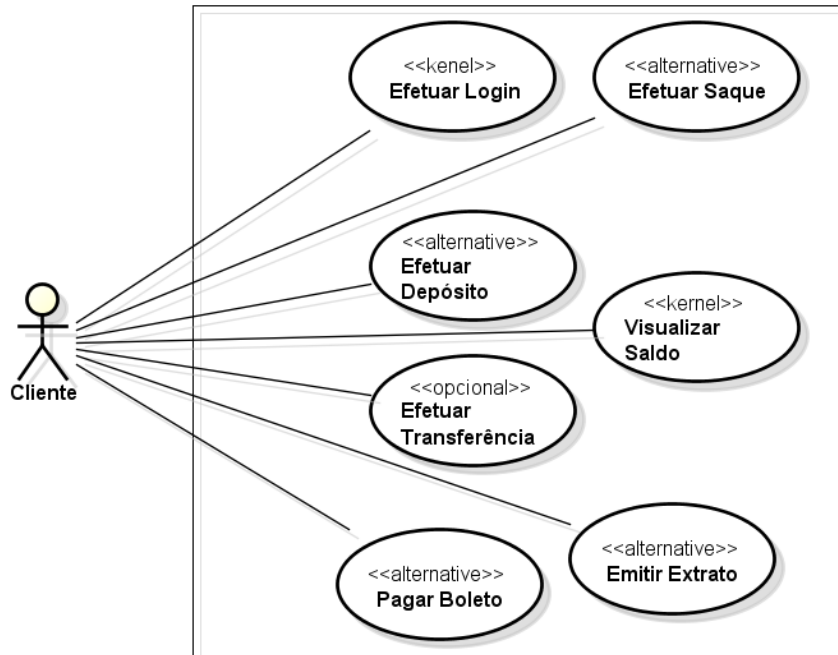 <<kenel>>
Efetuar Login
<<alternative>>
Efetuar Saque
<<alternative>>
Efetuar
Depósito
<<kernel>>
Visualizar
Saldo
Cliente
<<opcional>>
Efetuar
Transferência
<<alternative>>
Pagar Boleto
<<alternative>>
Emitir Extrato